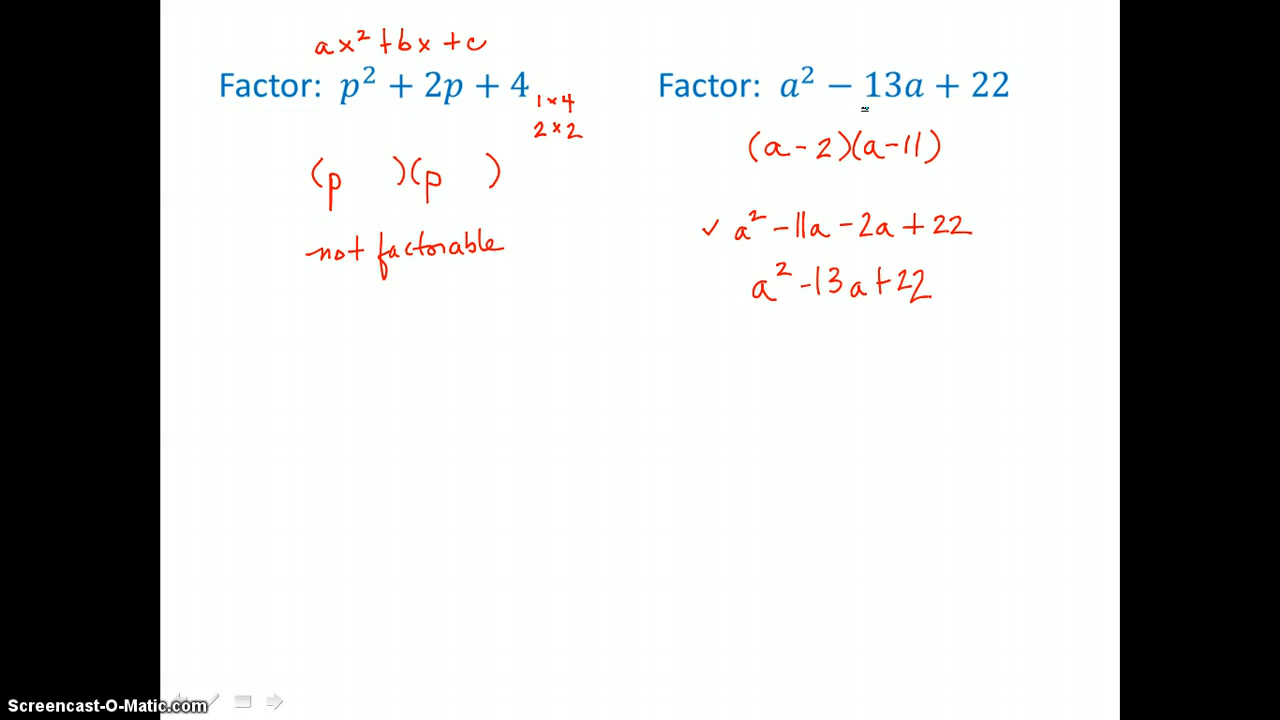 ax² + bx + c
Factor: p² + 2p + 4
1 × 4
2 × 2
(p    )(p    )
not factorable
Factor: a² − 13a + 22
(a − 2)(a − 11)
✓ a² − 11a − 2a + 22
a² − 13a + 22
Screencast-O-Matic.com